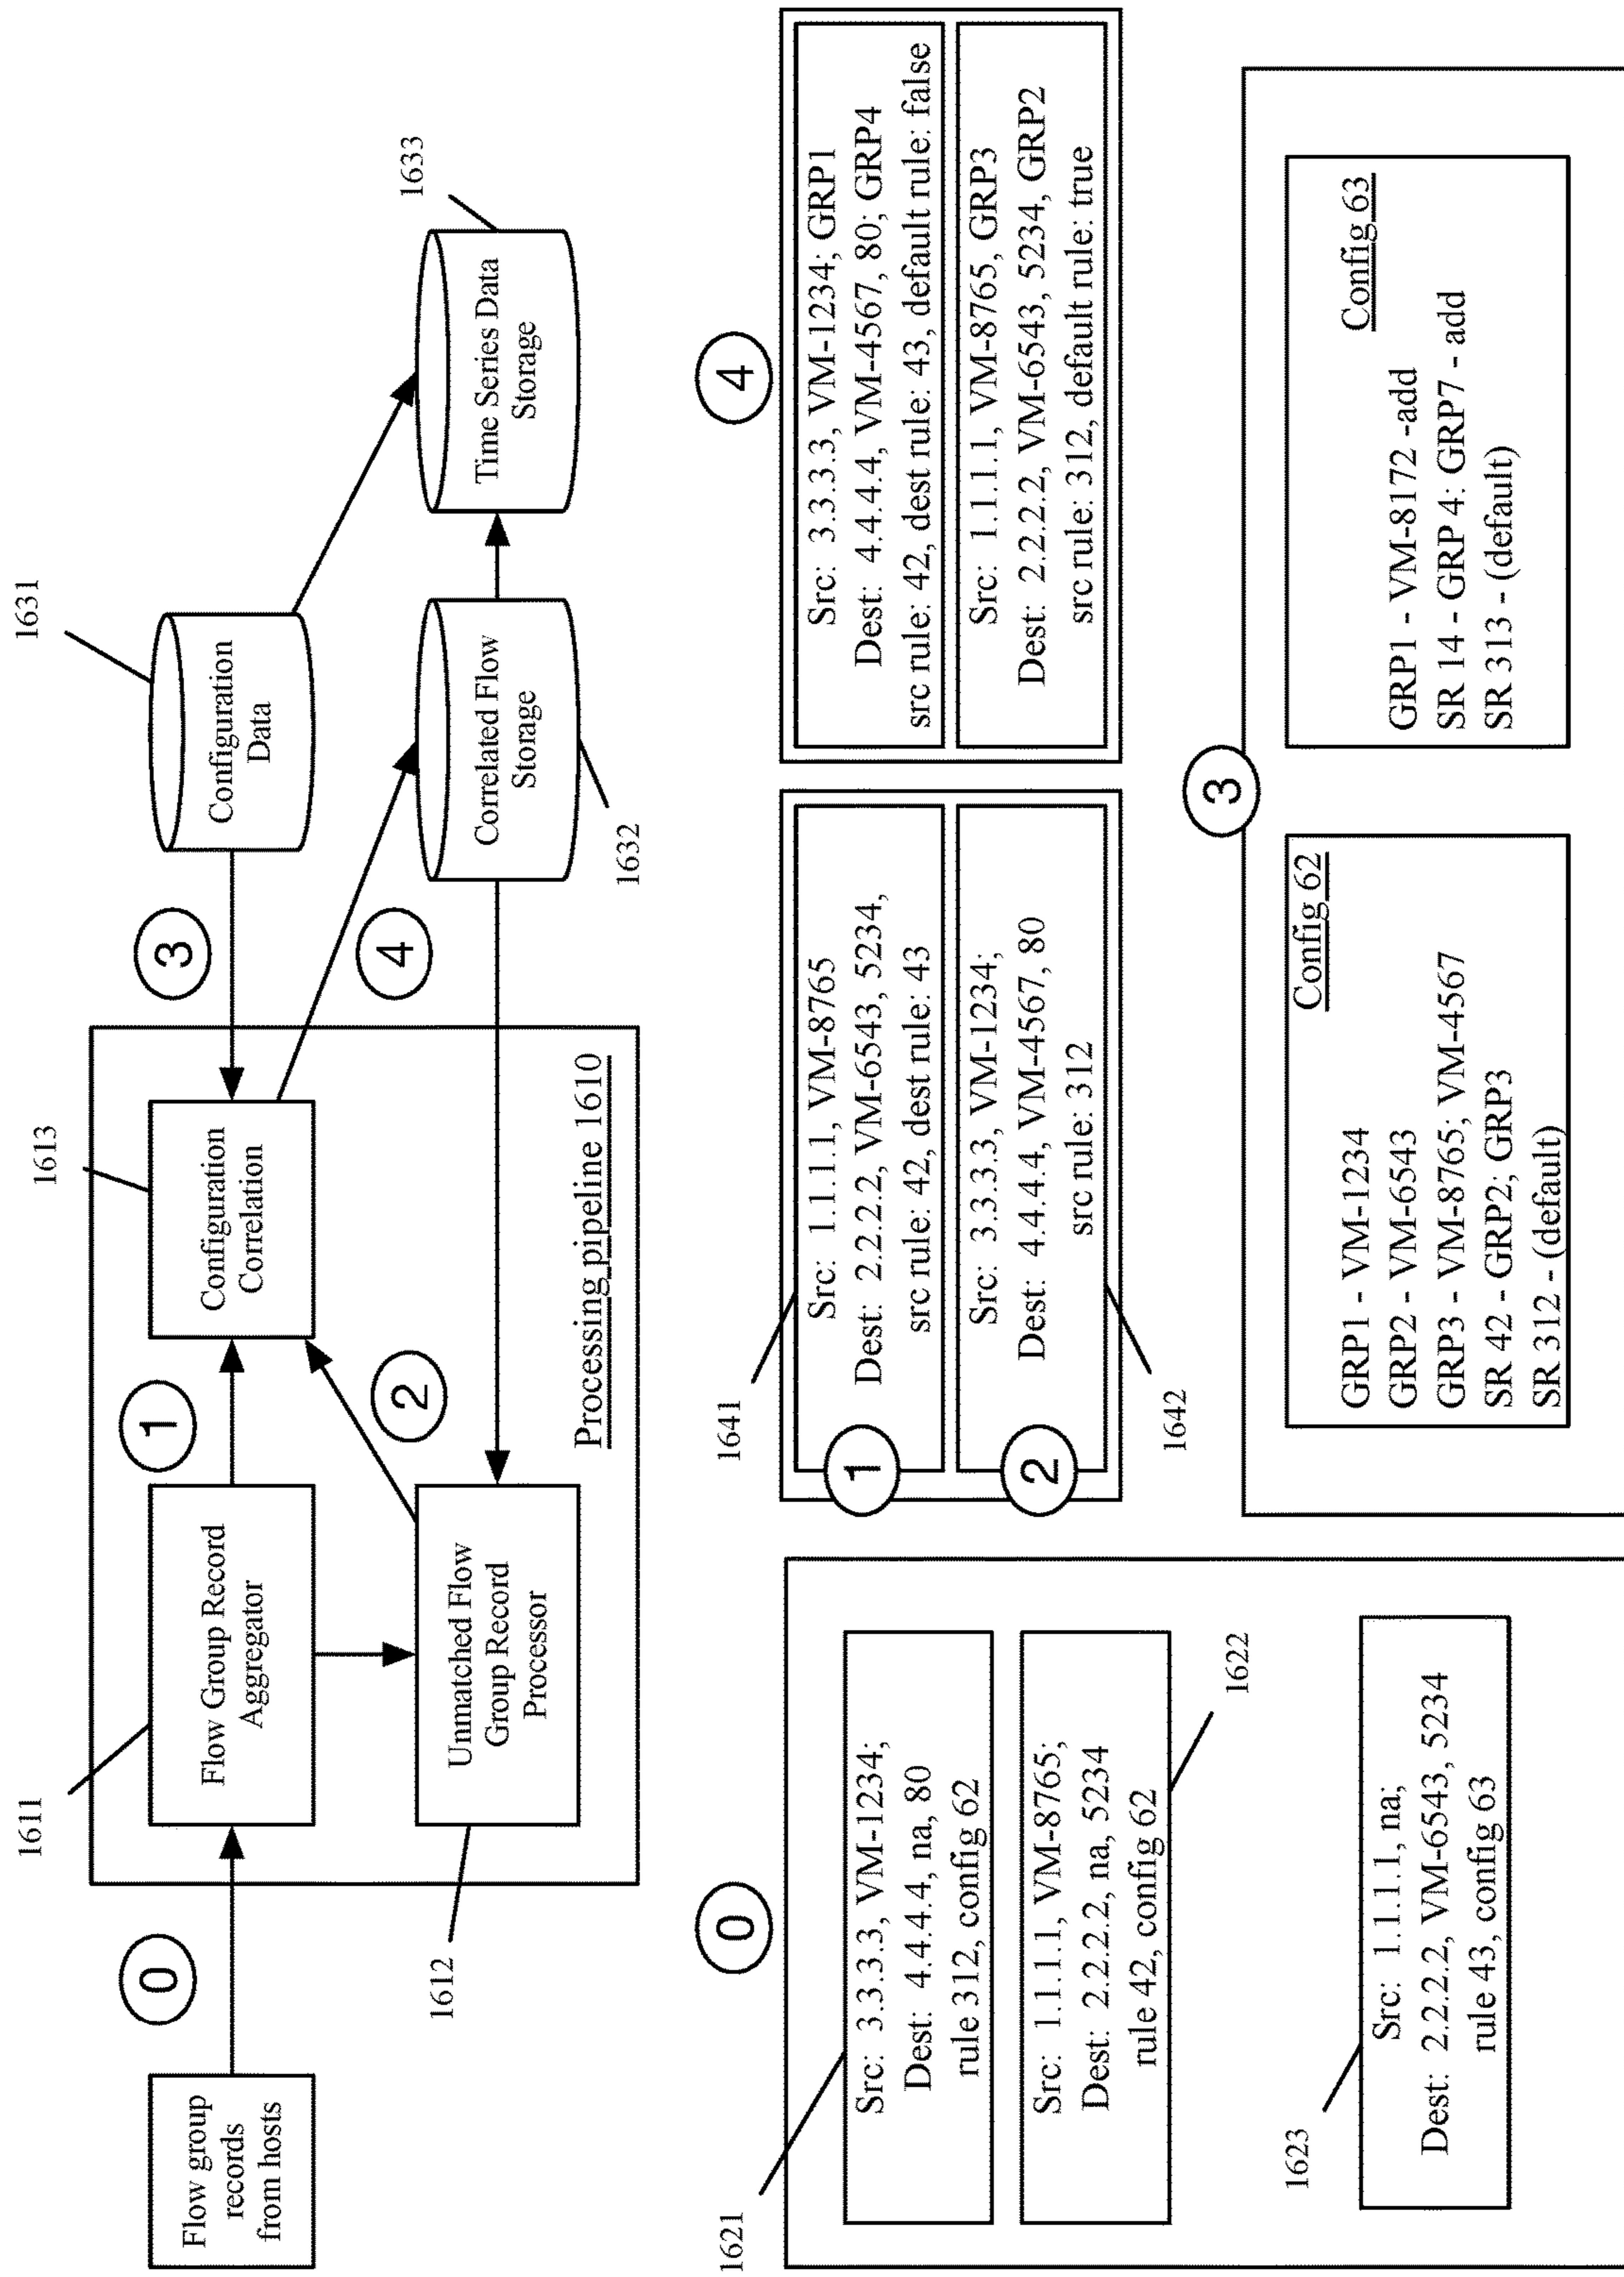 0
1
3
1611
1613
1631
Flow group
records
from hosts
Flow Group Record
Aggregator
Configuration
Correlation
Configuration
Data
2
4
1633
Unmatched Flow
Group Record
Processor
Correlated Flow
Storage
Time Series Data
Storage
1612
Processing pipeline 1610
1632
0
1621
Src: 3.3.3.3, VM-1234;
Dest: 4.4.4.4, na, 80
rule 312, config 62
Src: 1.1.1.1, VM-8765;
Dest: 2.2.2.2, na, 5234
rule 42, config 62
1622
1623
Src: 1.1.1.1, na;
Dest: 2.2.2.2, VM-6543, 5234
rule 43, config 63
1641
1
Src: 1.1.1.1, VM-8765
Dest: 2.2.2.2, VM-6543, 5234,
src rule: 42, dest rule: 43
2
Src: 3.3.3.3, VM-1234;
Dest: 4.4.4.4, VM-4567, 80
src rule: 312
1642
4
Src: 3.3.3.3, VM-1234; GRP1
Dest: 4.4.4.4, VM-4567, 80; GRP4
src rule: 42, dest rule: 43, default rule: false
Src: 1.1.1.1, VM-8765, GRP3
Dest: 2.2.2.2, VM-6543, 5234, GRP2
src rule: 312, default rule: true
3
Config 62
GRP1 - VM-1234
GRP2 - VM-6543
GRP3 - VM-8765; VM-4567
SR 42 - GRP2; GRP3
SR 312 - (default)
Config 63
GRP1 - VM-8172 -add
SR 14 - GRP 4: GRP7 - add
SR 313 - (default)